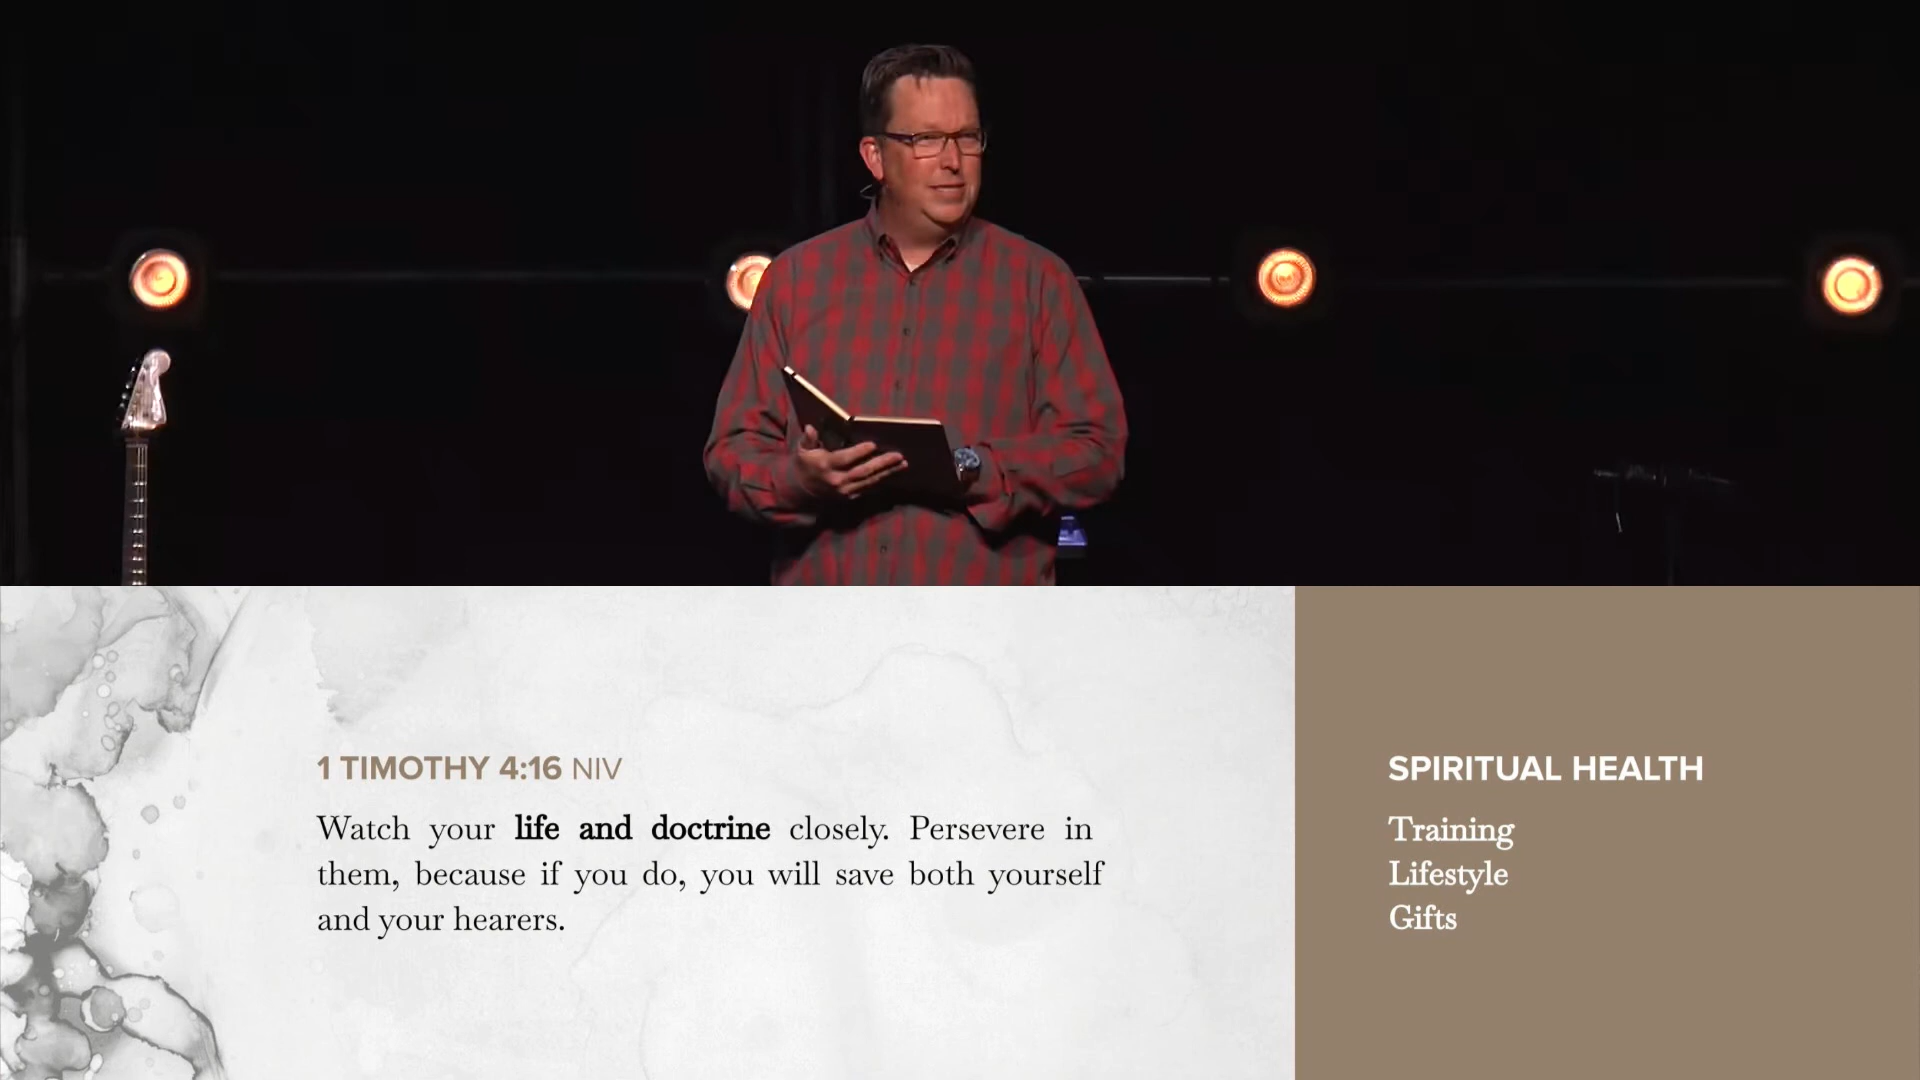 1 TIMOTHY 4:16 NIV
Watch your life and doctrine closely. Persevere in
them, because if you do, you will save both yourself
and your hearers.
SPIRITUAL HEALTH
Training
Lifestyle
Gifts